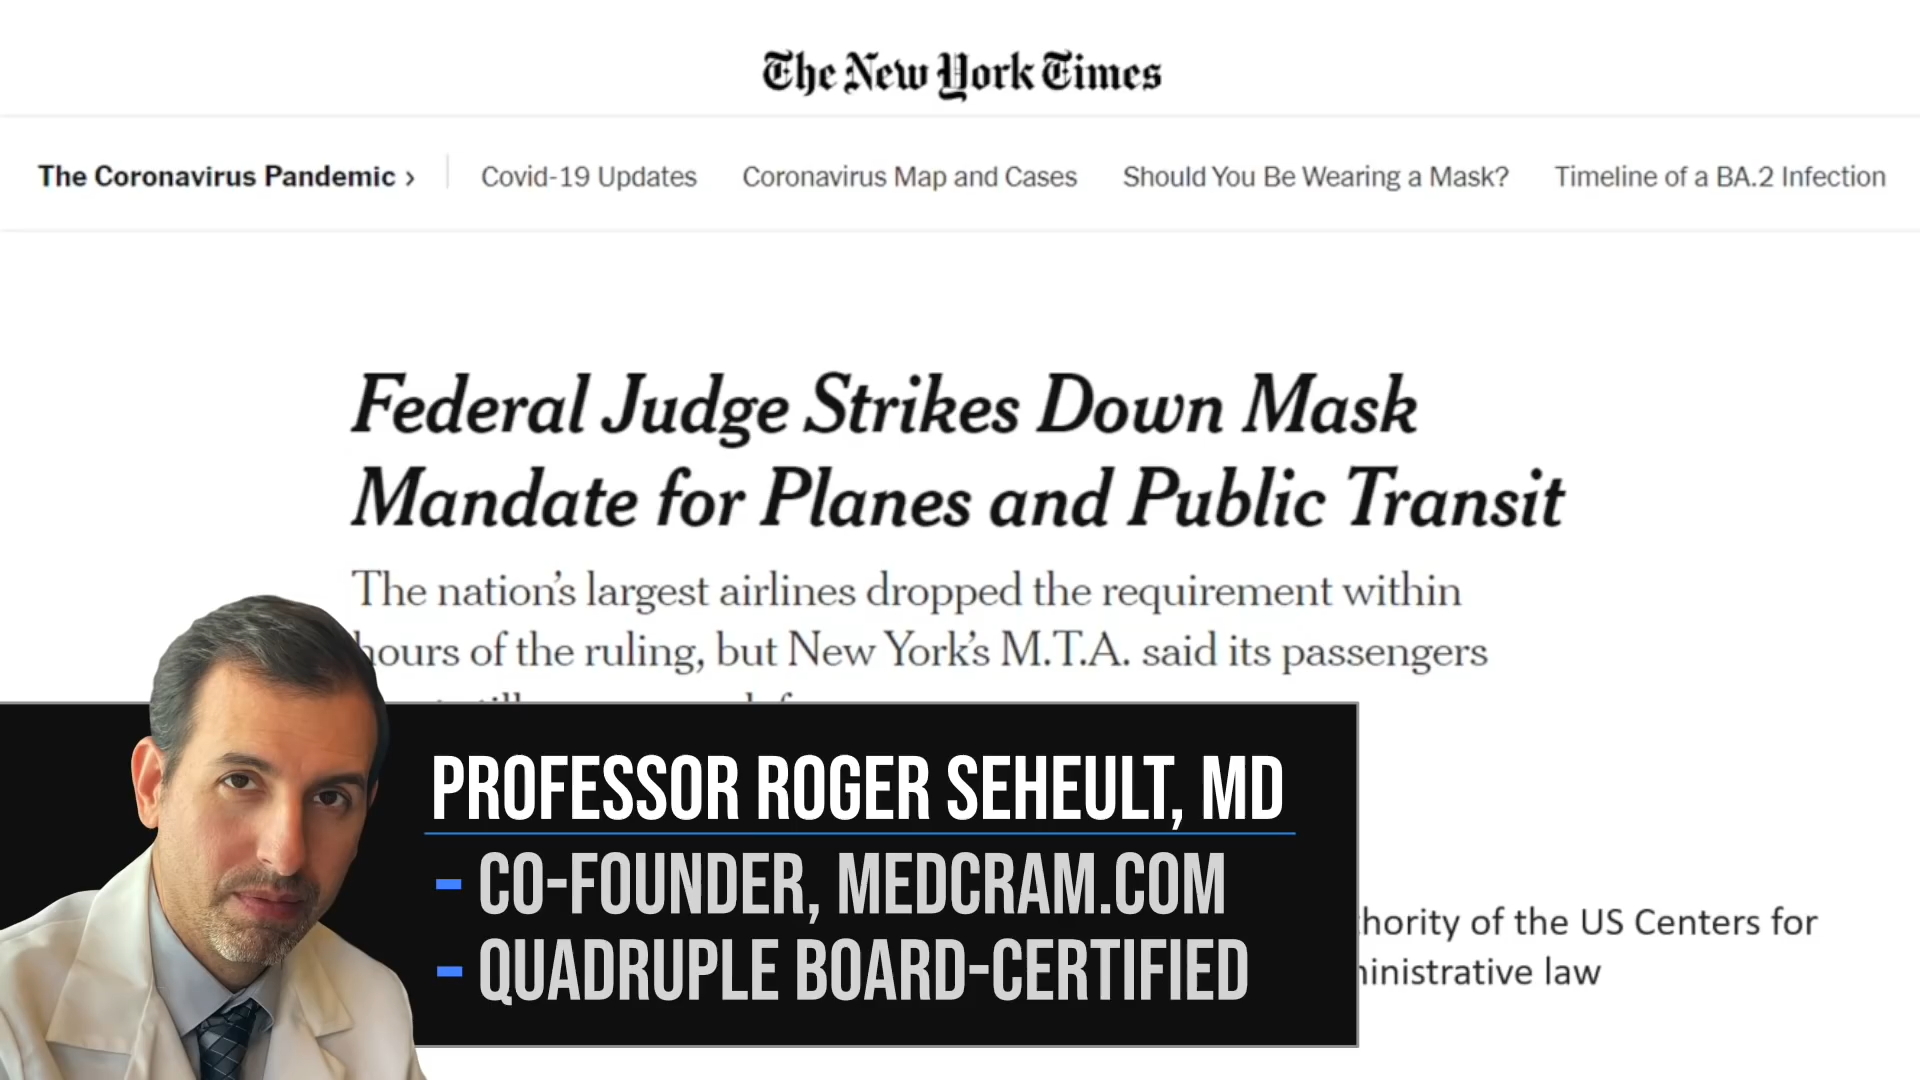 The New York Times
The Coronavirus Pandemic › Covid-19 Updates Coronavirus Map and Cases Should You Be Wearing a Mask? Timeline of a BA.2 Infection
Federal Judge Strikes Down Mask
Mandate for Planes and Public Transit
The nation's largest airlines dropped the requirement within
hours of the ruling, but New York's M.T.A. said its passengers
PROFESSOR ROGER SEHEULT, MD
- CO-FOUNDER, MEDCRAM.COM
- QUADRUPLE BOARD-CERTIFIED
of the US Centers for
law